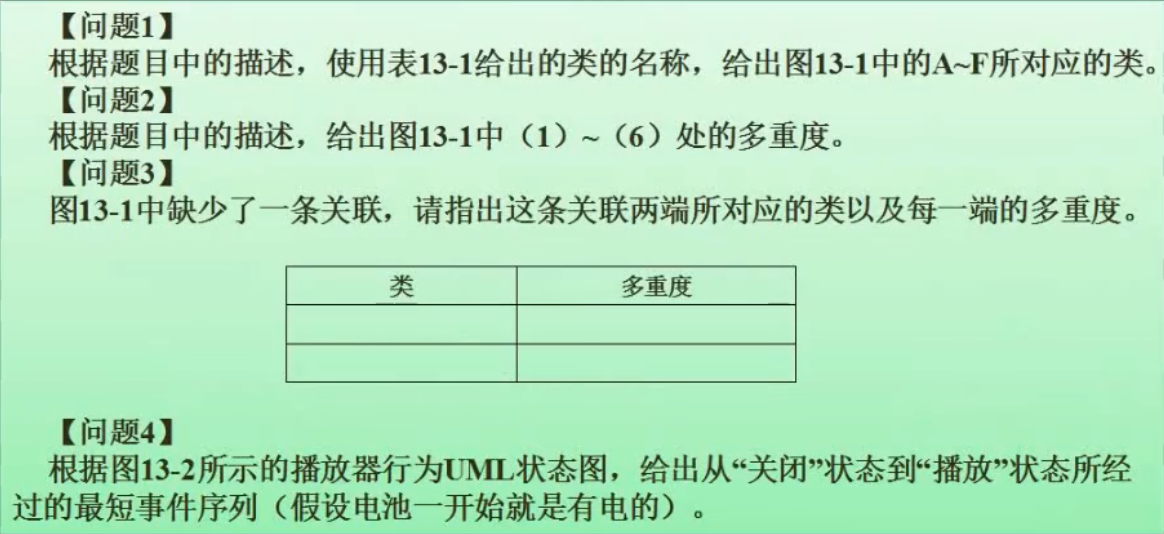 【问题1】
根据题目中的描述，使用表13-1给出的类的名称，给出图13-1中的A~F所对应的类。
【问题2】
根据题目中的描述，给出图13-1中（1）~（6）处的多重度。
【问题3】
图13-1中缺少了一条关联，请指出这条关联两端所对应的类以及每一端的多重度。
类 多重度
【问题4】
根据图13-2所示的播放器行为UML状态图，给出从“关闭”状态到“播放”状态所经
过的最短事件序列（假设电池一开始就是有电的）。